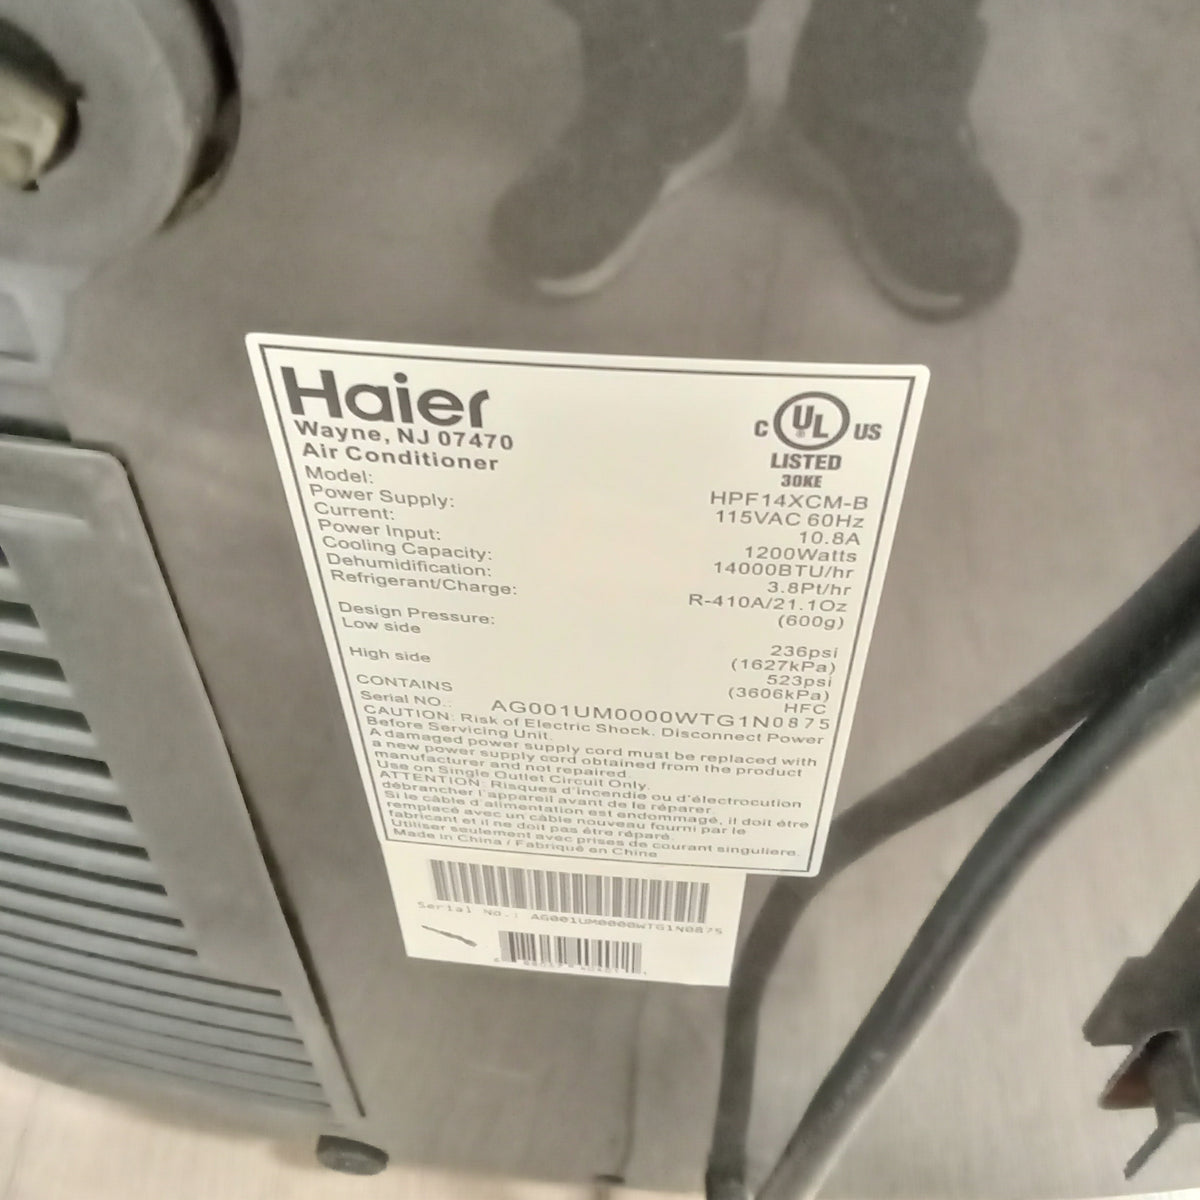 Haier
Wayne, NJ 07470
Air Conditioner
C UL US
®
LISTED
30KE
Model: HPF14XCM-B
Power Supply: 115VAC 60Hz
Current: 10.8A
Power Input: 1200Watts
Cooling Capacity: 14000BTU/hr
Dehumidification: 3.8Pt/hr
Refrigerant/Charge: R-410A/21.1Oz
(600g)
Design Pressure:
Low side 236psi
(1627kPa)
High side 523psi
(3606kPa)
CONTAINS HFC
Serial NO.: AG001UM0000WTG1N0875
CAUTION: Risk of Electric Shock. Disconnect Power
Before Servicing Unit.
A damaged power supply cord must be replaced with
a new power supply cord obtained from the product
manufacturer and not repaired.
Use on Single Outlet Circuit Only.
ATTENTION: Risques d'incendie ou d'électrocution
débrancher l'appareil avant de le réparer.
Si le câble d'alimentation est endommagé, il doit être
remplacé avec un câble nouveau fourni par le
fabricant et il ne doit pas être réparé.
Utiliser seulement avec prises de courant singuliere.
Made in China / Fabriqué en Chine
Serial No.: AG001UM0000WTG1N0875